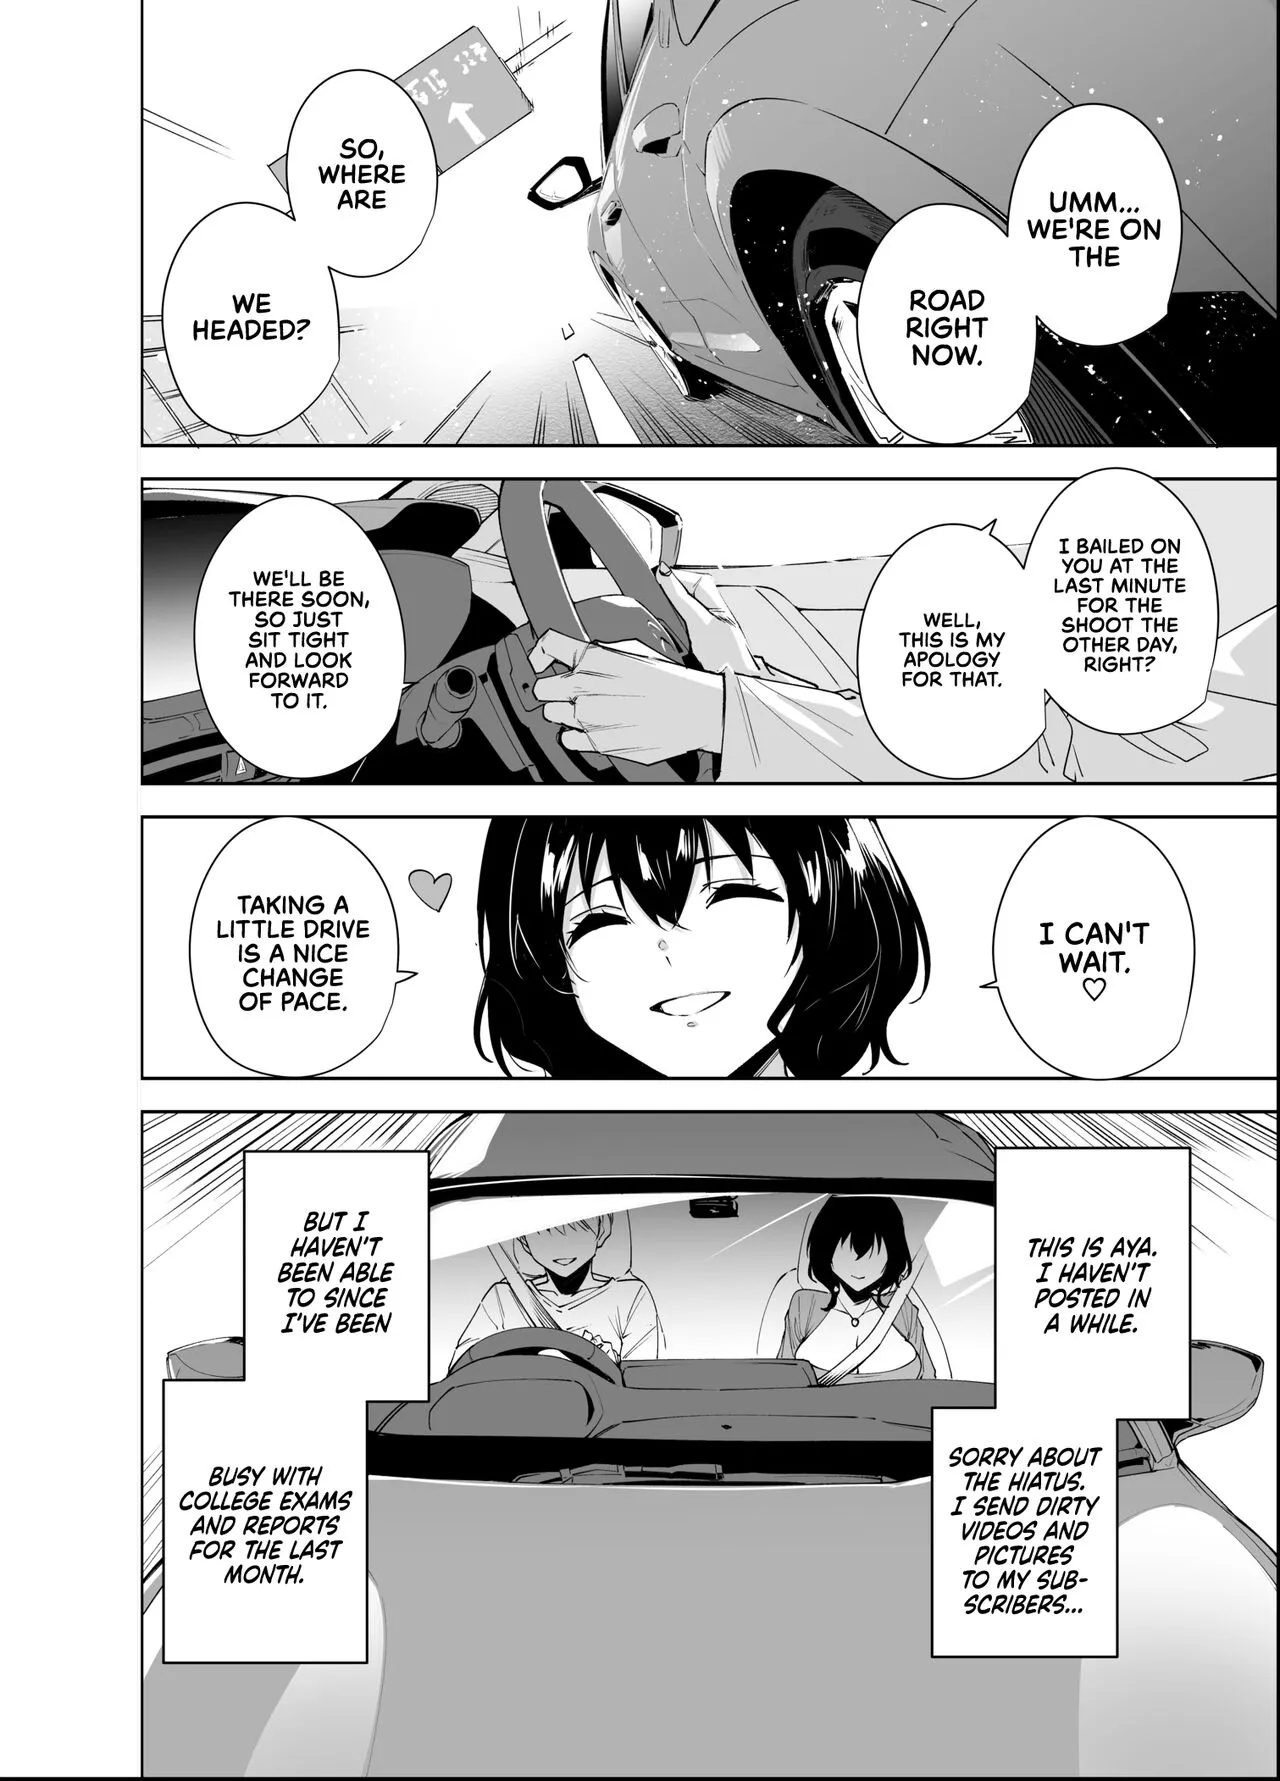 UMM...
WE'RE ON
THE
ROAD
RIGHT
NOW.
SO,
WHERE
ARE
WE
HEADED?
I BAILED ON
YOU AT THE
LAST MINUTE
FOR THE
SHOOT THE
OTHER DAY,
RIGHT?
WELL,
THIS IS MY
APOLOGY
FOR THAT.
WE'LL BE
THERE SOON,
SO JUST
SIT TIGHT
AND LOOK
FORWARD
TO IT.
I CAN'T
WAIT.
♡
TAKING A
LITTLE DRIVE
IS A NICE
CHANGE
OF PACE.
THIS IS AYA.
I HAVEN'T
POSTED IN
A WHILE.
SORRY ABOUT
THE HIATUS.
I SEND DIRTY
VIDEOS AND
PICTURES
TO MY SUB-
SCRIBERS...
BUT I
HAVEN'T
BEEN ABLE
TO SINCE
I'VE BEEN
BUSY WITH
COLLEGE EXAMS
AND REPORTS
FOR THE LAST
MONTH.